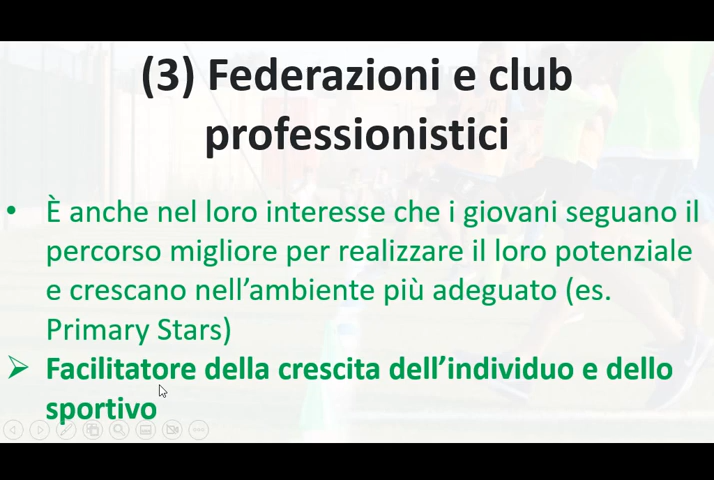 (3) Federazioni e club
professionistici
• È anche nel loro interesse che i giovani seguano il
percorso migliore per realizzare il loro potenziale
e crescano nell’ambiente più adeguato (es.
Primary Stars)
➢ Facilitatore della crescita dell’individuo e dello
sportivo